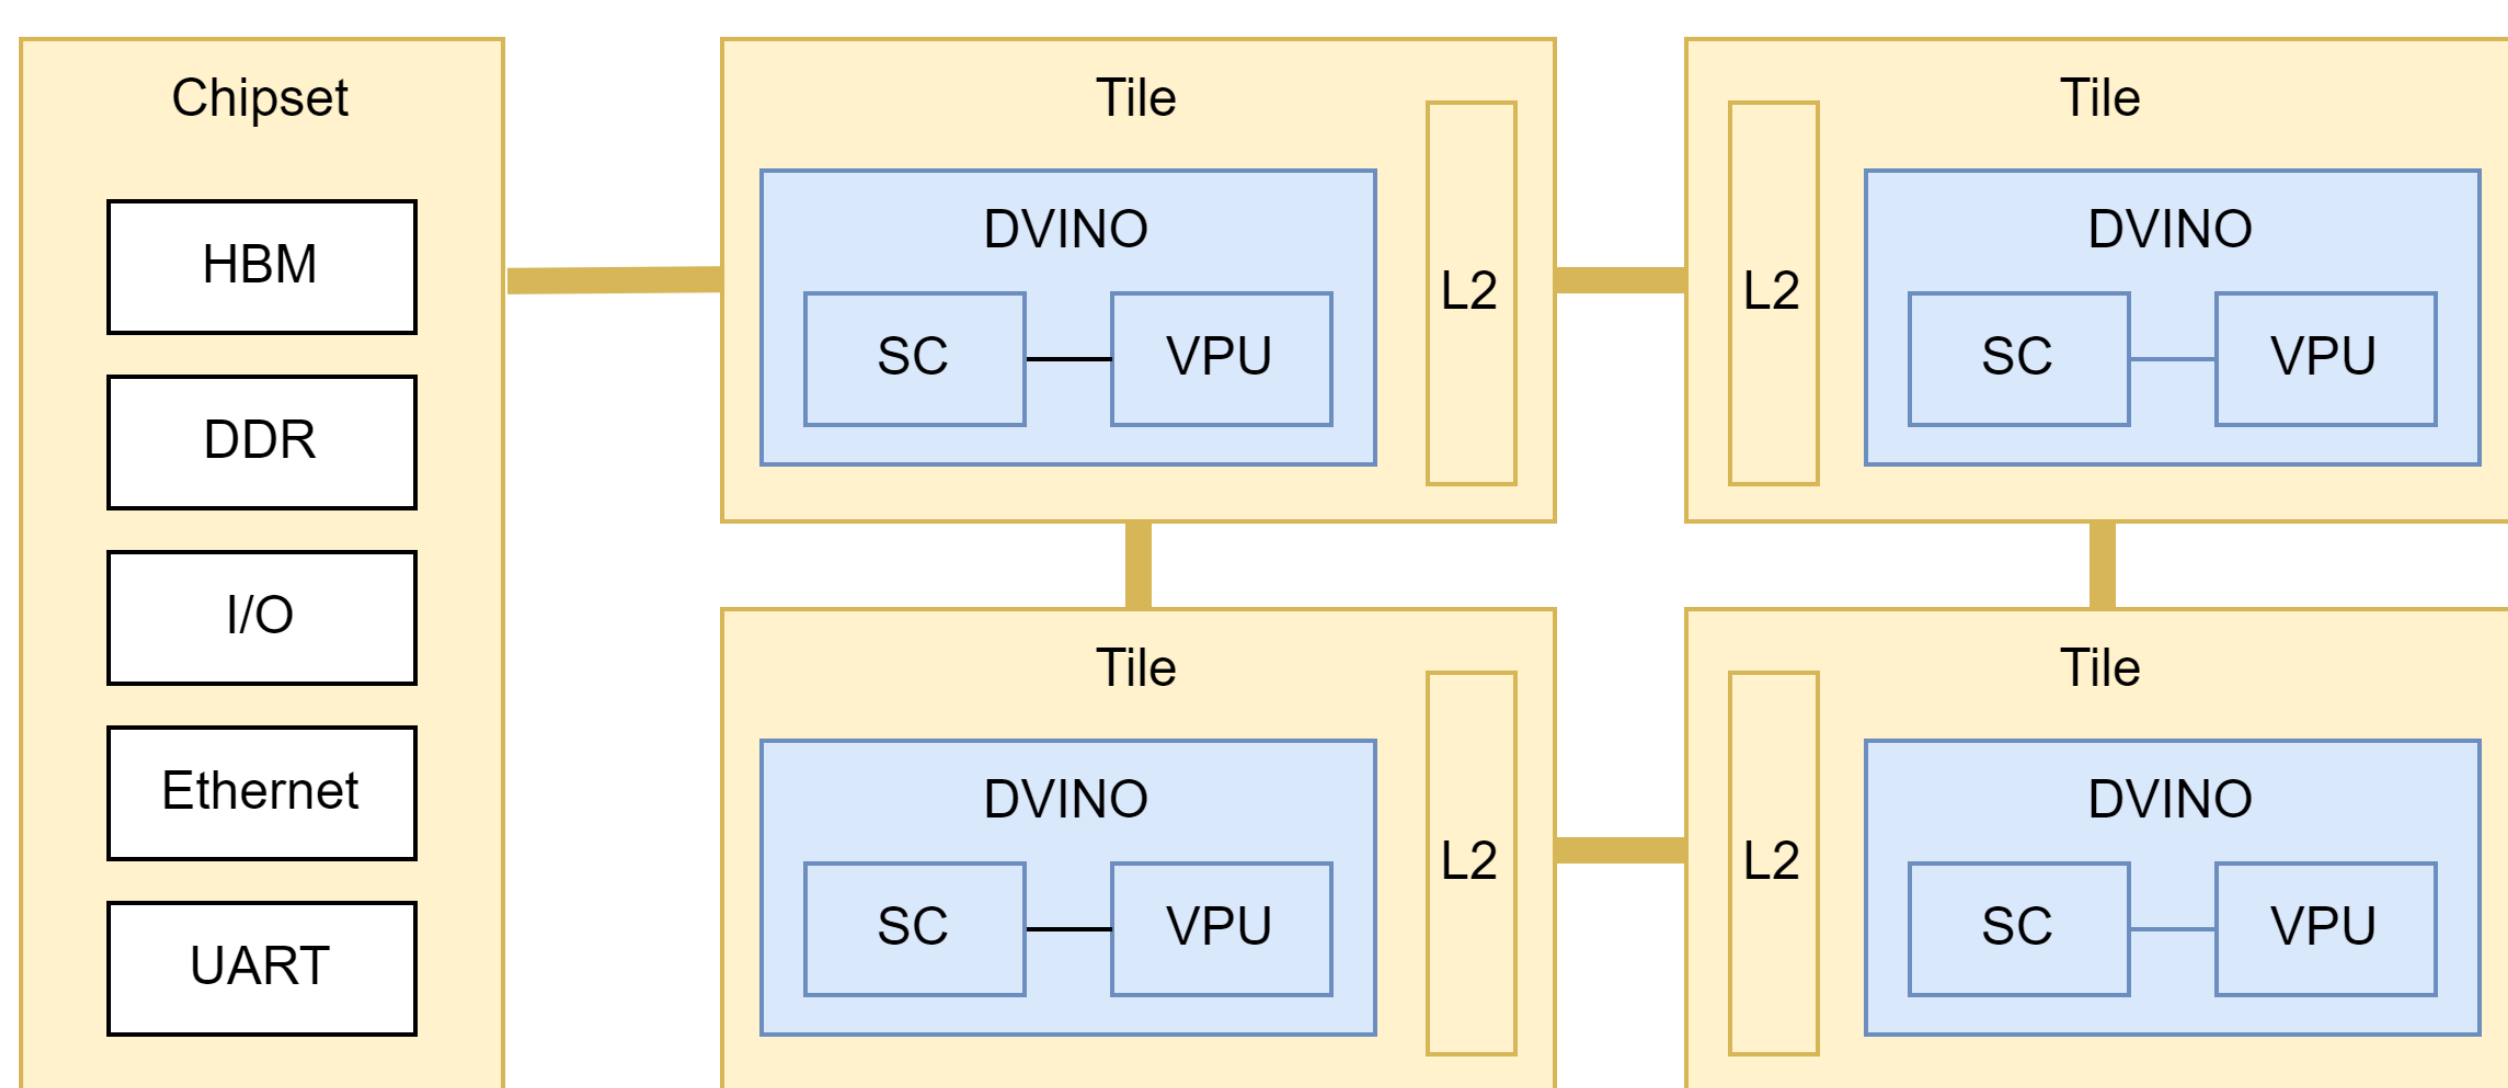 Chipset
HBM
DDR
I/O
Ethernet
UART
Tile
DVINO
SC
VPU
L2
Tile
L2
DVINO
SC
VPU
Tile
DVINO
SC
VPU
L2
Tile
L2
DVINO
SC
VPU